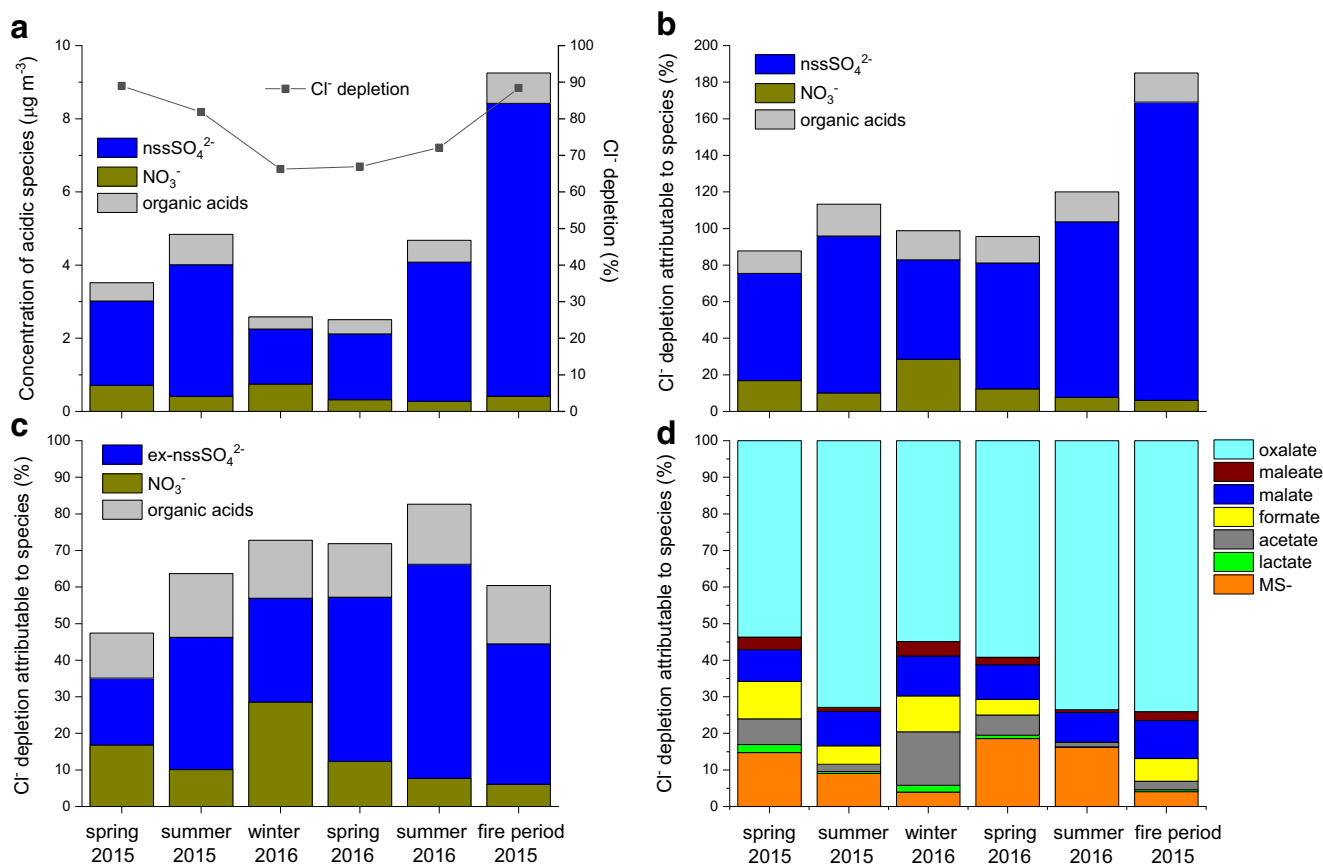 a
Concentration of acidic species (µg m⁻³)
10
8
6
4
2
0
Cl⁻ depletion
nssSO₄²⁻
NO₃⁻
organic acids
100
90
80
70
60
50
40
30
20
10
0
Cl⁻ depletion (%)
b
Cl⁻ depletion attributable to species (%)
200
180
160
140
120
100
80
60
40
20
0
nssSO₄²⁻
NO₃⁻
organic acids
c
Cl⁻ depletion attributable to species (%)
100
90
80
70
60
50
40
30
20
10
0
ex-nssSO₄²⁻
NO₃⁻
organic acids
spring
2015
summer
2015
winter
2016
spring
2016
summer
2016
fire period
2015
d
Cl⁻ depletion attributable to species (%)
100
90
80
70
60
50
40
30
20
10
0
oxalate
maleate
malate
formate
acetate
lactate
MS-
spring
2015
summer
2015
winter
2016
spring
2016
summer
2016
fire period
2015